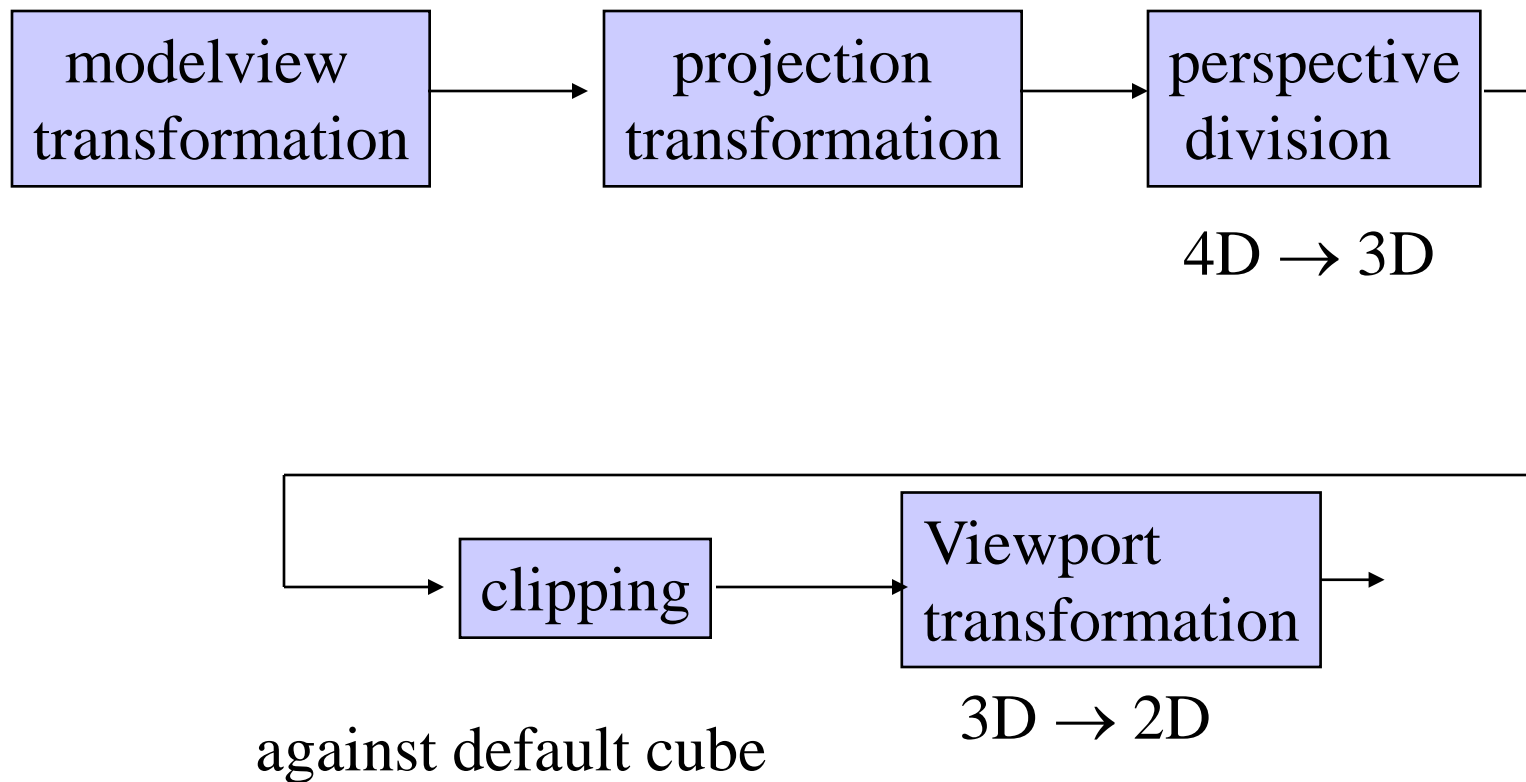 modelview
transformation
projection
transformation
perspective
division
4D → 3D
clipping
against default cube
Viewport
transformation
3D → 2D